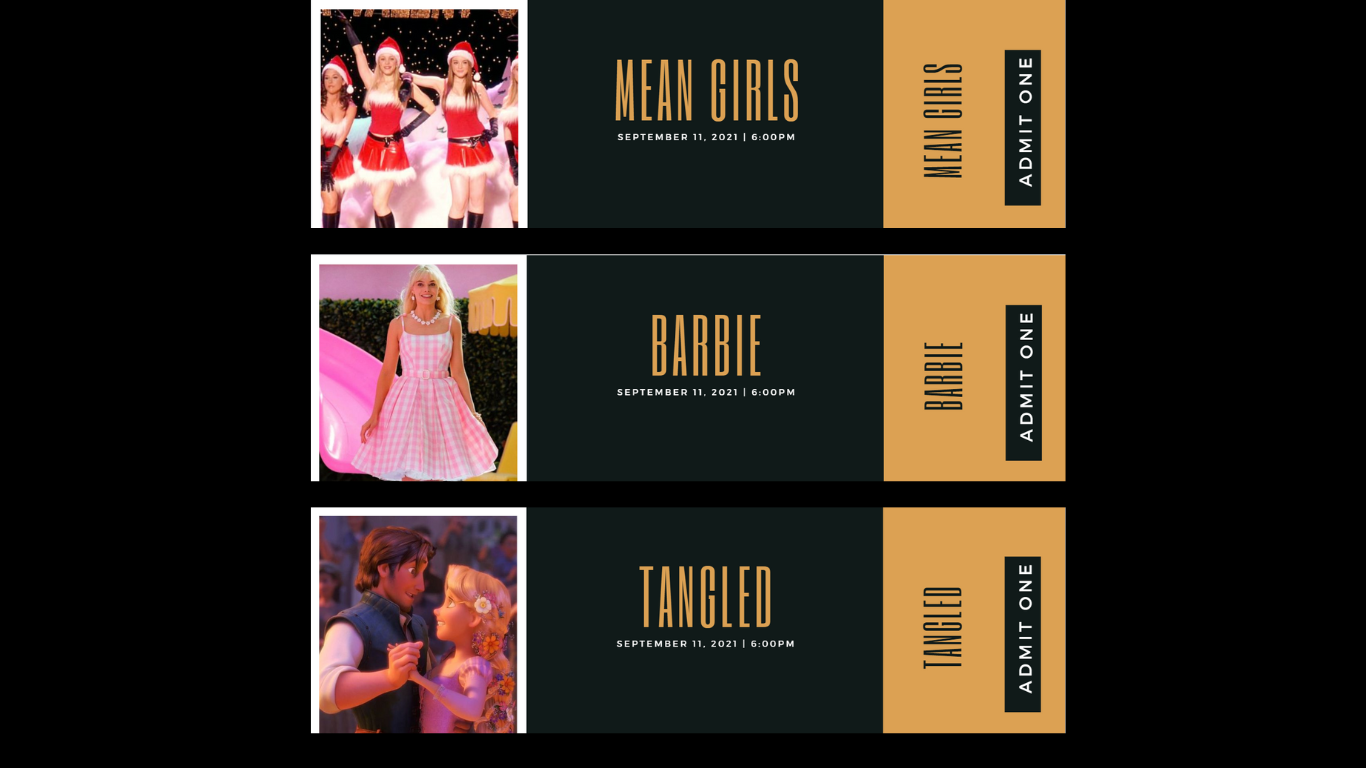 MEAN GIRLS
SEPTEMBER 11, 2021 | 6:00PM
MEAN GIRLS
ADMIT ONE
BARBIE
SEPTEMBER 11, 2021 | 6:00PM
BARBIE
ADMIT ONE
TANGLED
SEPTEMBER 11, 2021 | 6:00PM
TANGLED
ADMIT ONE